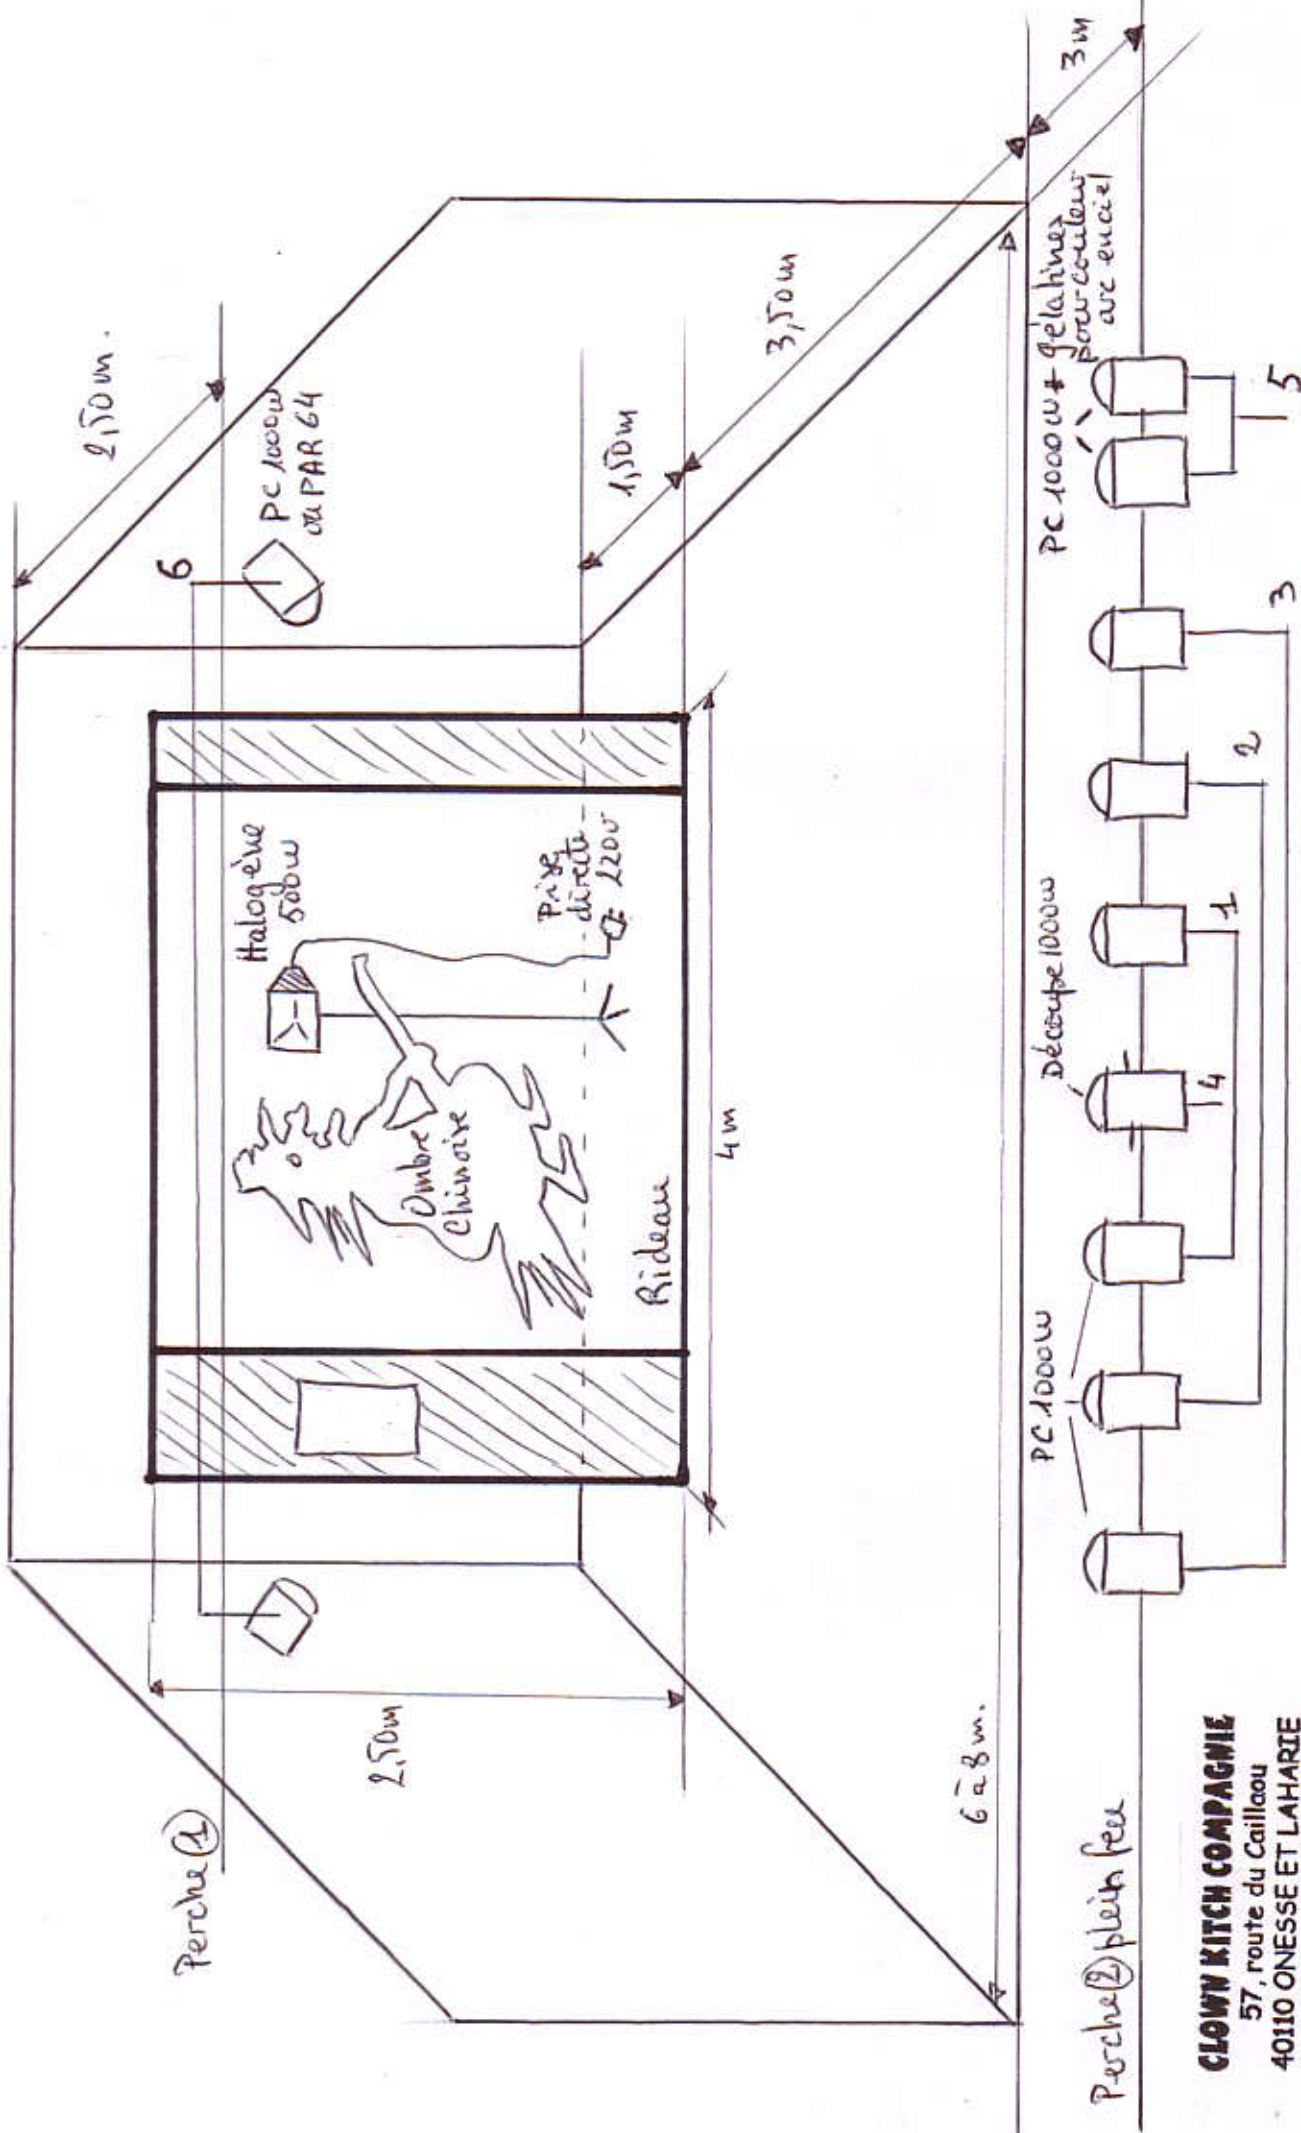 Perche ①
2,50m.
6
PC 1000w
ou PAR 64
Halogène
500w
Ombre
Chinoise
Prise
directe
220v
Rideau
2,50m
1,50m
4m
3,50m
3m
6 à 8m.
PC 1000w
Découpe 1000w
PC 1000w + gélatines
pour couleur
arc enciel
Perche ② plein feu
4
1
2
3
5
CLOWN KITCH COMPAGNIE
57, route du Caillaou
40110 ONESSE ET LAHARIE